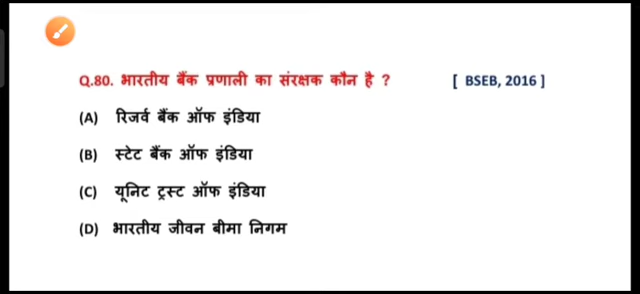 Q.80. भारतीय बैंक प्रणाली का संरक्षक कौन है ? [ BSEB, 2016 ]
(A) रिजर्व बैंक ऑफ इंडिया
(B) स्टेट बैंक ऑफ इंडिया
(C) यूनिट ट्रस्ट ऑफ इंडिया
(D) भारतीय जीवन बीमा निगम